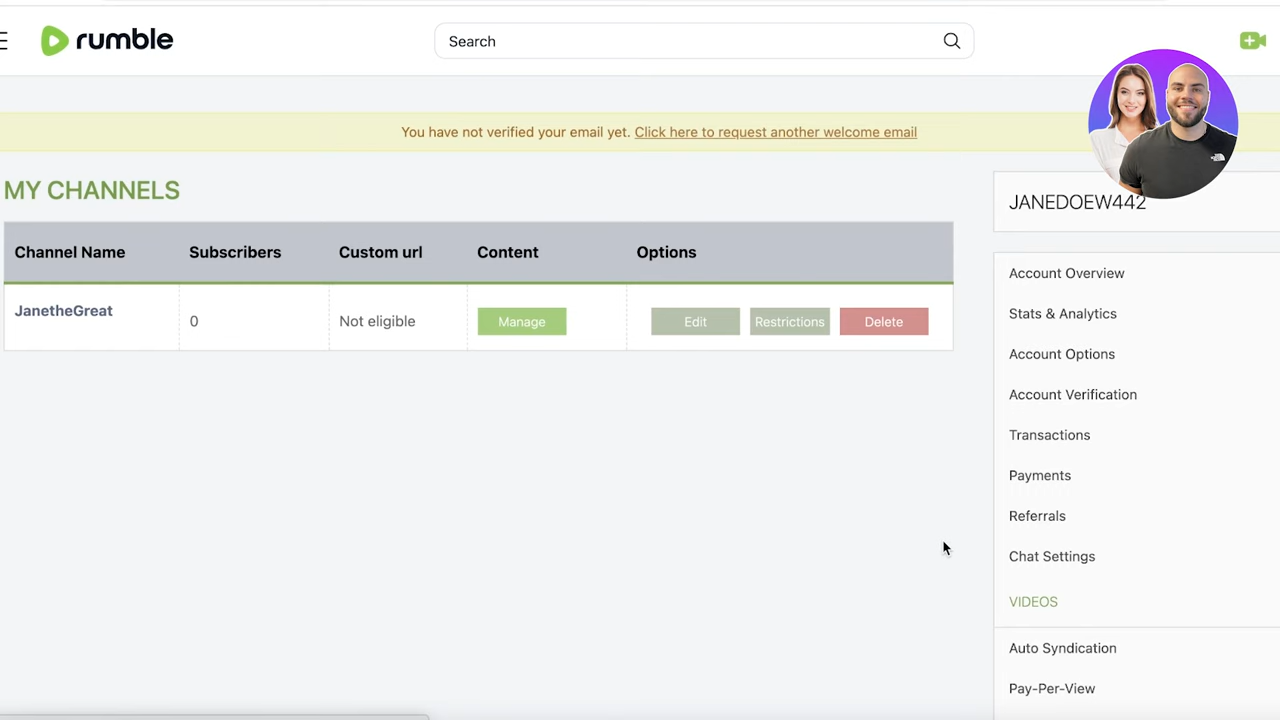 rumble
Search
You have not verified your email yet. Click here to request another welcome email
MY CHANNELS
Channel Name Subscribers Custom url Content Options
JanetheGreat 0 Not eligible Manage Edit Restrictions Delete
JANEDOEW442
Account Overview
Stats & Analytics
Account Options
Account Verification
Transactions
Payments
Referrals
Chat Settings
VIDEOS
Auto Syndication
Pay-Per-View